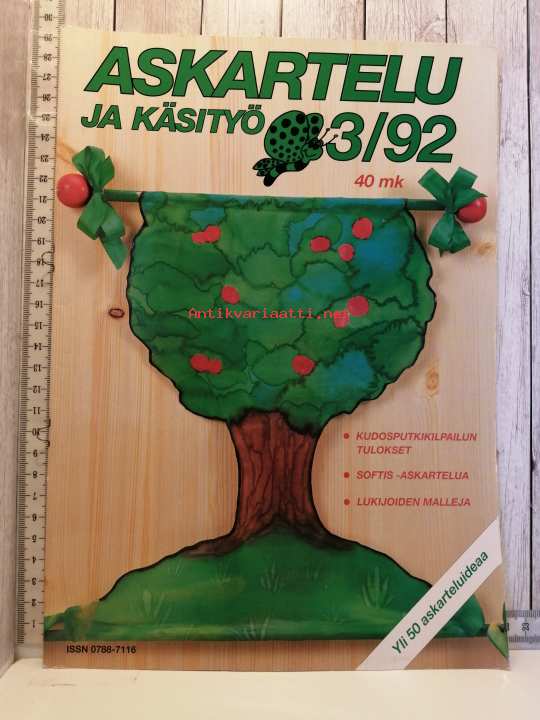 ASKARTELU
JA KÄSITYÖ 3/92
40 mk
Antikvariaatti.net
• KUDOSPUTKIKILPAILUN
TULOKSET
• SOFTIS -ASKARTELUA
• LUKIJOIDEN MALLEJA
Yli 50 askarteluideaa
ISSN 0788-7116